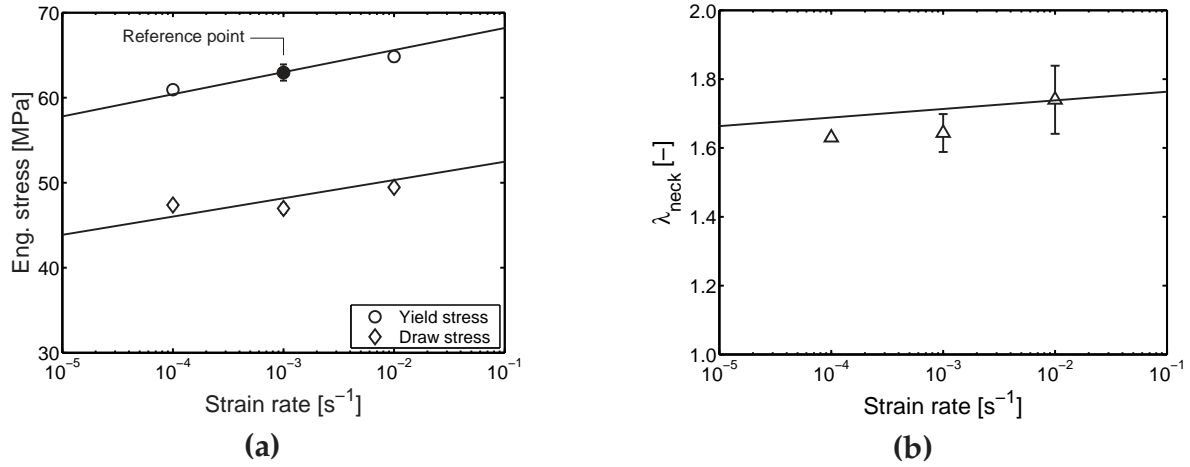 70
60
50
40
30
Eng. stress [MPa]
Reference point
Yield stress
Draw stress
10⁻⁵ 10⁻⁴ 10⁻³ 10⁻² 10⁻¹
Strain rate [s⁻¹]
(a)
2.0
1.8
1.6
1.4
1.2
1.0
λneck [−]
10⁻⁵ 10⁻⁴ 10⁻³ 10⁻² 10⁻¹
Strain rate [s⁻¹]
(b)